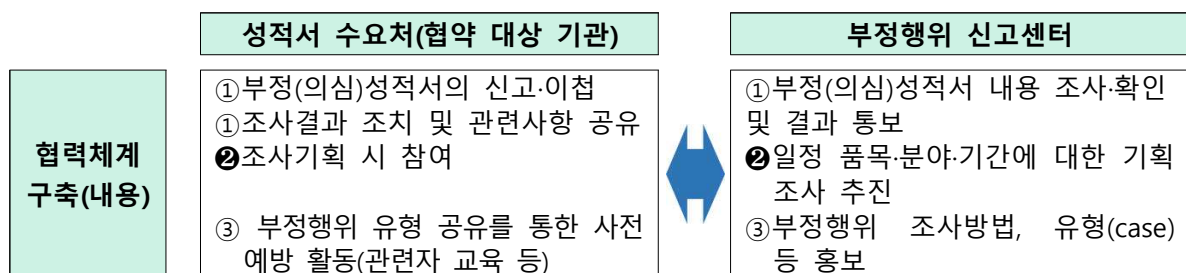 성적서 수요처(협약 대상 기관)
부정행위 신고센터
협력체계
구축(내용)
①부정(의심)성적서의 신고·이첩
①조사결과 조치 및 관련사항 공유
❷조사기획 시 참여
③ 부정행위 유형 공유를 통한 사전
예방 활동(관련자 교육 등)
①부정(의심)성적서 내용 조사·확인
및 결과 통보
❷일정 품목·분야·기간에 대한 기획
조사 추진
③부정행위 조사방법, 유형(case)
등 홍보